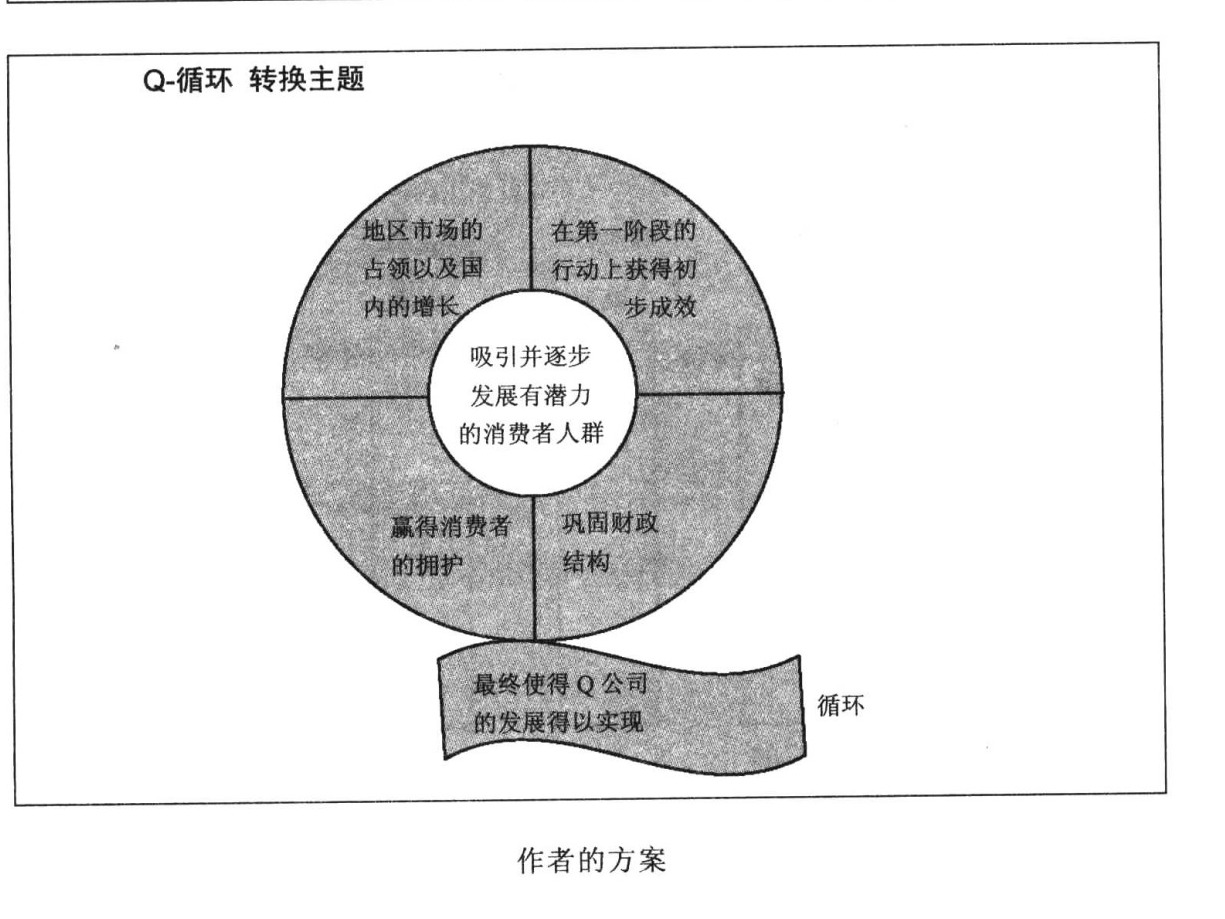 Q-循环 转换主题
地区市场的
占领以及国
内的增长
在第一阶段的
行动上获得初
步成效
吸引并逐步
发展有潜力
的消费者人群
赢得消费者
的拥护
巩固财政
结构
最终使得 Q 公司
的发展得以实现
循环
作者的方案